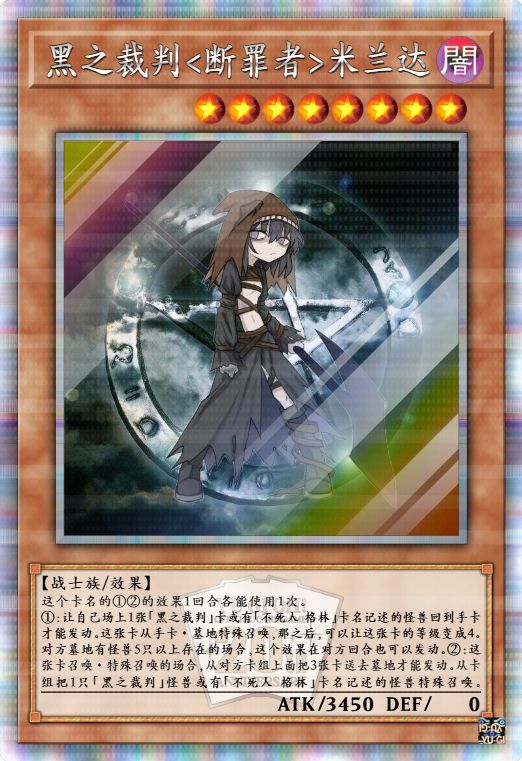 黑之裁判<断罪者>米兰达
闇
【战士族/效果】
这个卡名的①②的效果1回合各能使用1次。
①:让自己场上1张「黑之裁判」卡或有「不死人 格林」卡名记述的怪兽回到手卡
才能发动。这张卡从手卡·墓地特殊召唤,那之后,可以让这张卡的等级变成4。
对方墓地有怪兽5只以上存在的场合,这个效果在对方回合也可以发动。②:这
张卡召唤·特殊召唤的场合,从对方卡组上面把3张卡送去墓地才能发动。从卡
组把1只「黑之裁判」怪兽或有「不死人 格林」卡名记述的怪兽特殊召唤。
ATK/3450 DEF/ 0